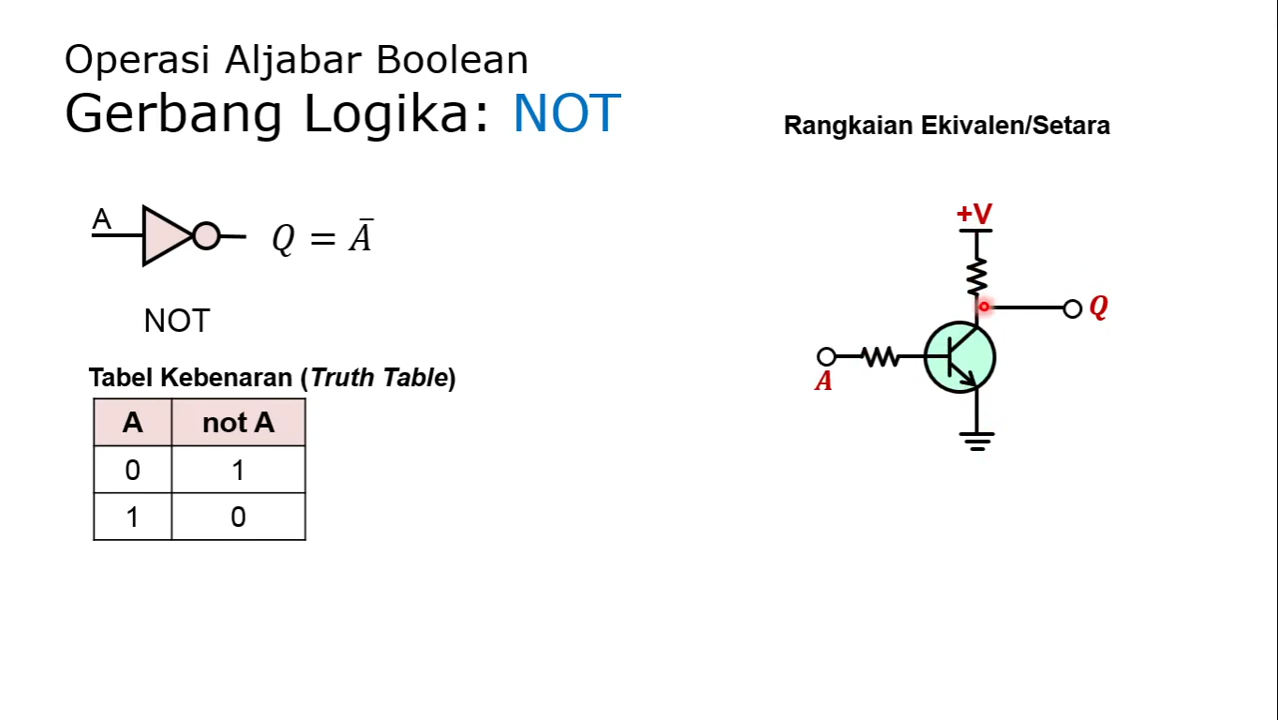 Operasi Aljabar Boolean
Gerbang Logika: NOT
Rangkaian Ekivalen/Setara
A
Q = Ā
NOT
Tabel Kebenaran (Truth Table)
A not A
0 1
1 0
+V
Q
A